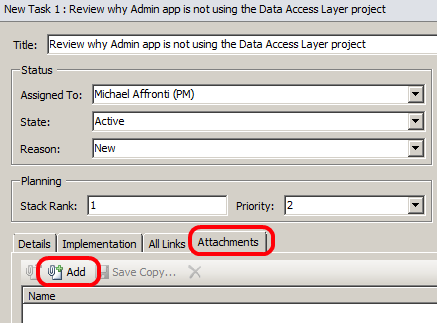 New Task 1 : Review why Admin app is not using the Data Access Layer project
Title: Review why Admin app is not using the Data Access Layer project
Status
Assigned To: Michael Affronti (PM)
State: Active
Reason: New
Planning
Stack Rank: 1 Priority: 2
Details Implementation All Links Attachments
Add Save Copy...
Name